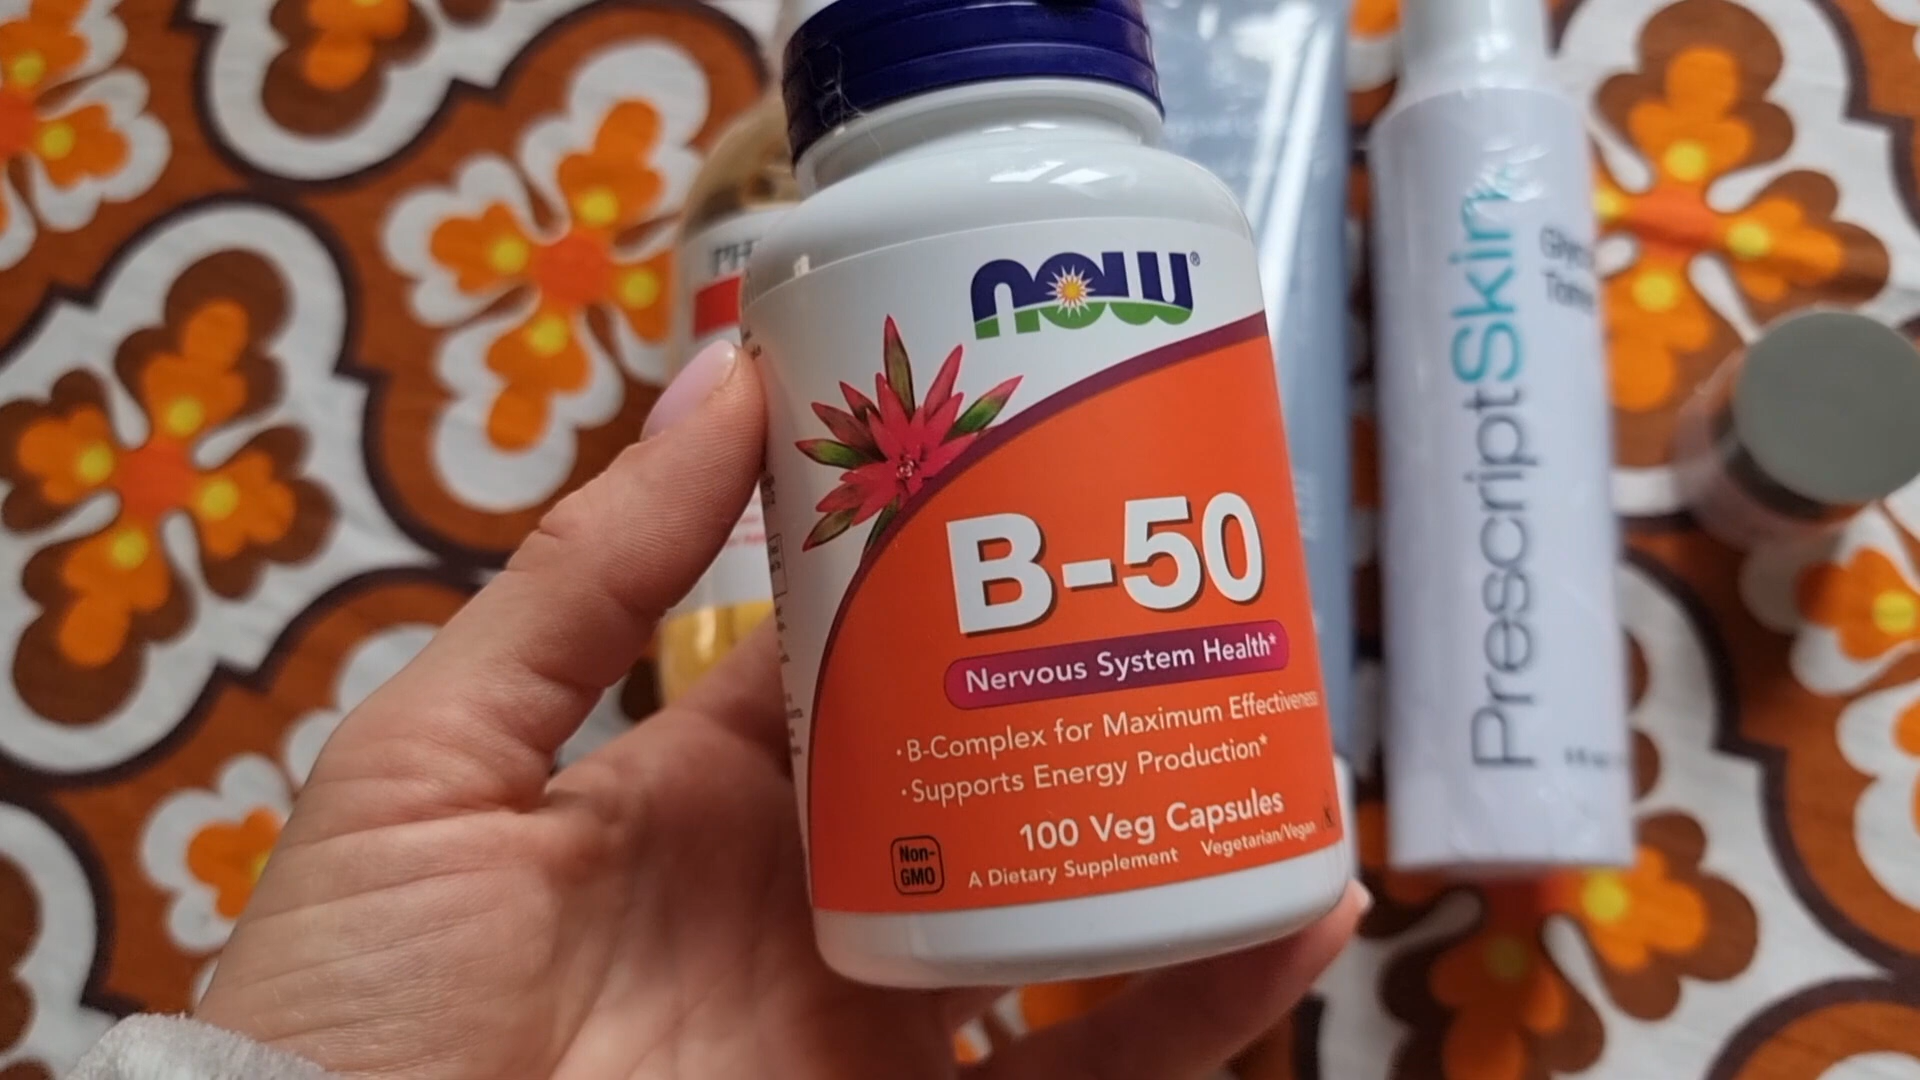 now®
B-50
Nervous System Health*
·B-Complex for Maximum Effectiveness
·Supports Energy Production*
100 Veg Capsules
Non-
GMO
A Dietary Supplement Vegetarian/Vegan
PrescriptSkin